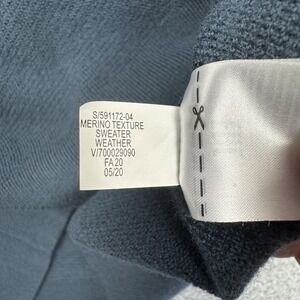 S/591172-04
MERINO TEXTURE
SWEATER
WEATHER
V/700029090
FA 20
05/20